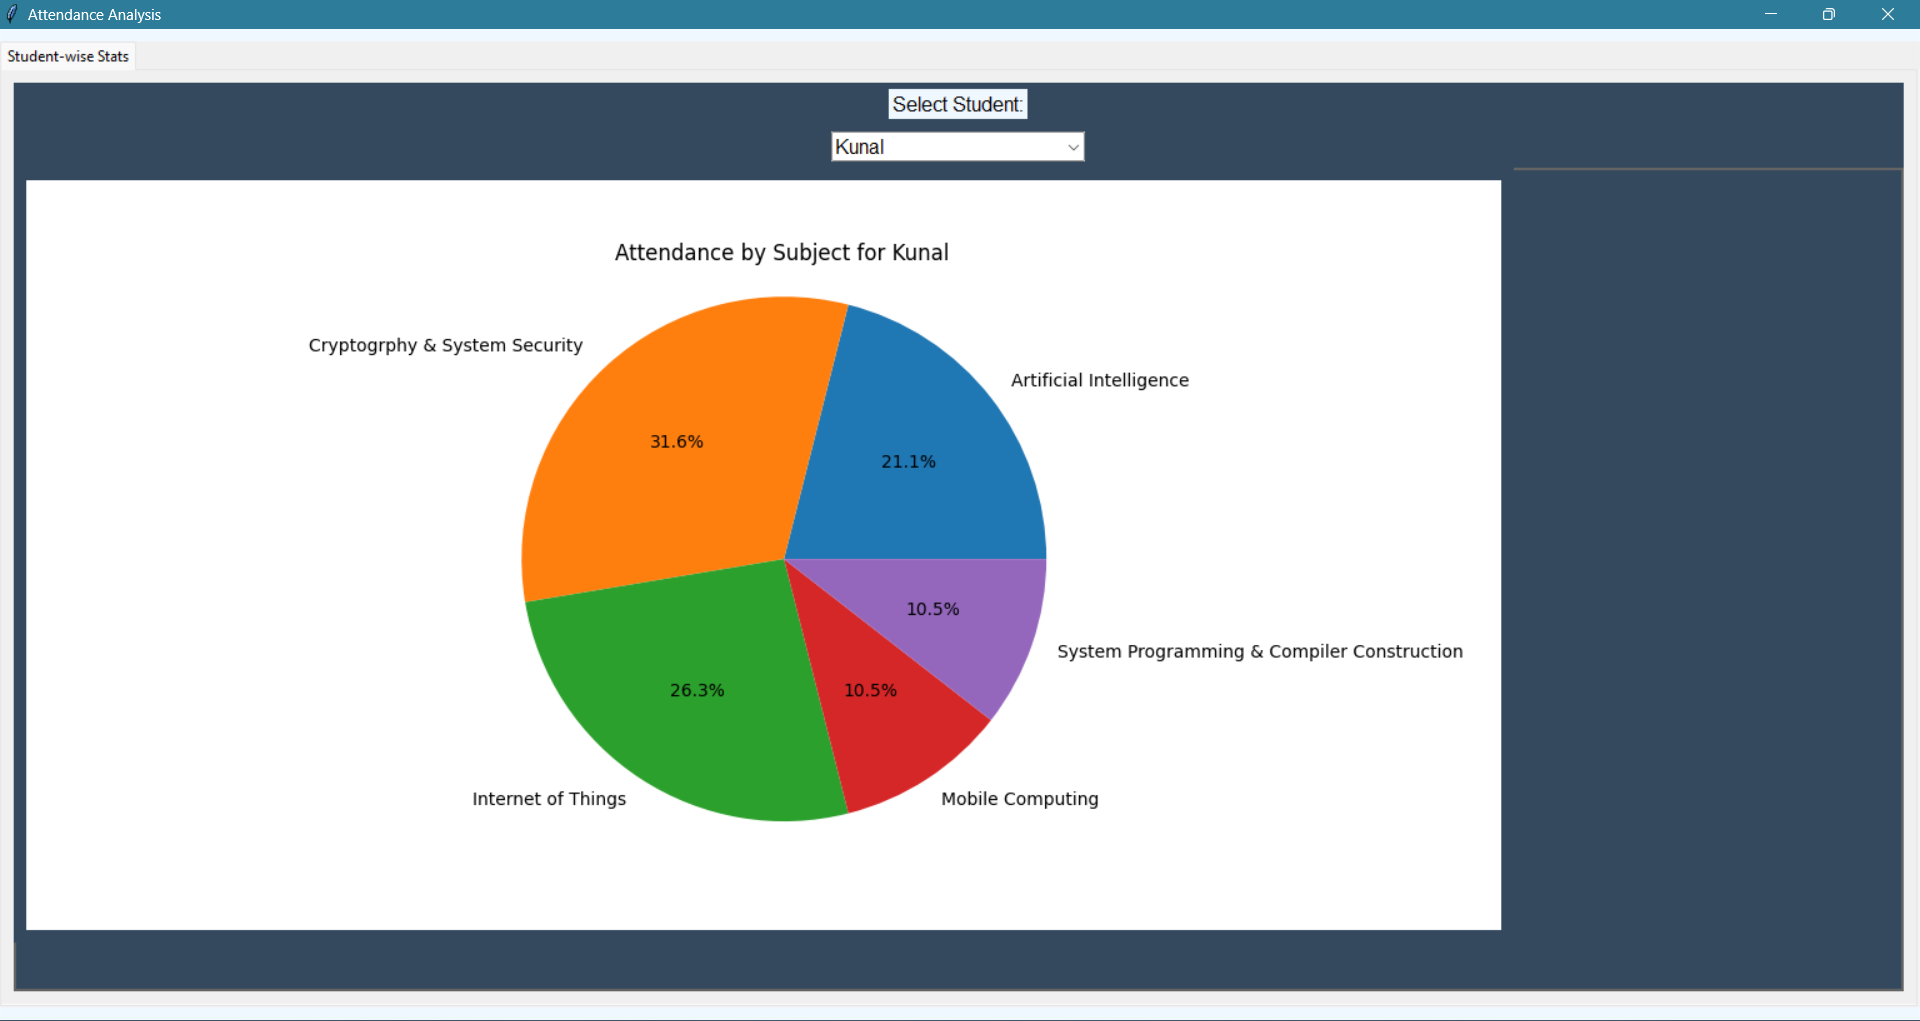 Attendance Analysis
Student-wise Stats
Select Student:
Kunal
Attendance by Subject for Kunal
Cryptogrphy & System Security
Artificial Intelligence
31.6%
21.1%
10.5%
System Programming & Compiler Construction
26.3%
10.5%
Internet of Things
Mobile Computing